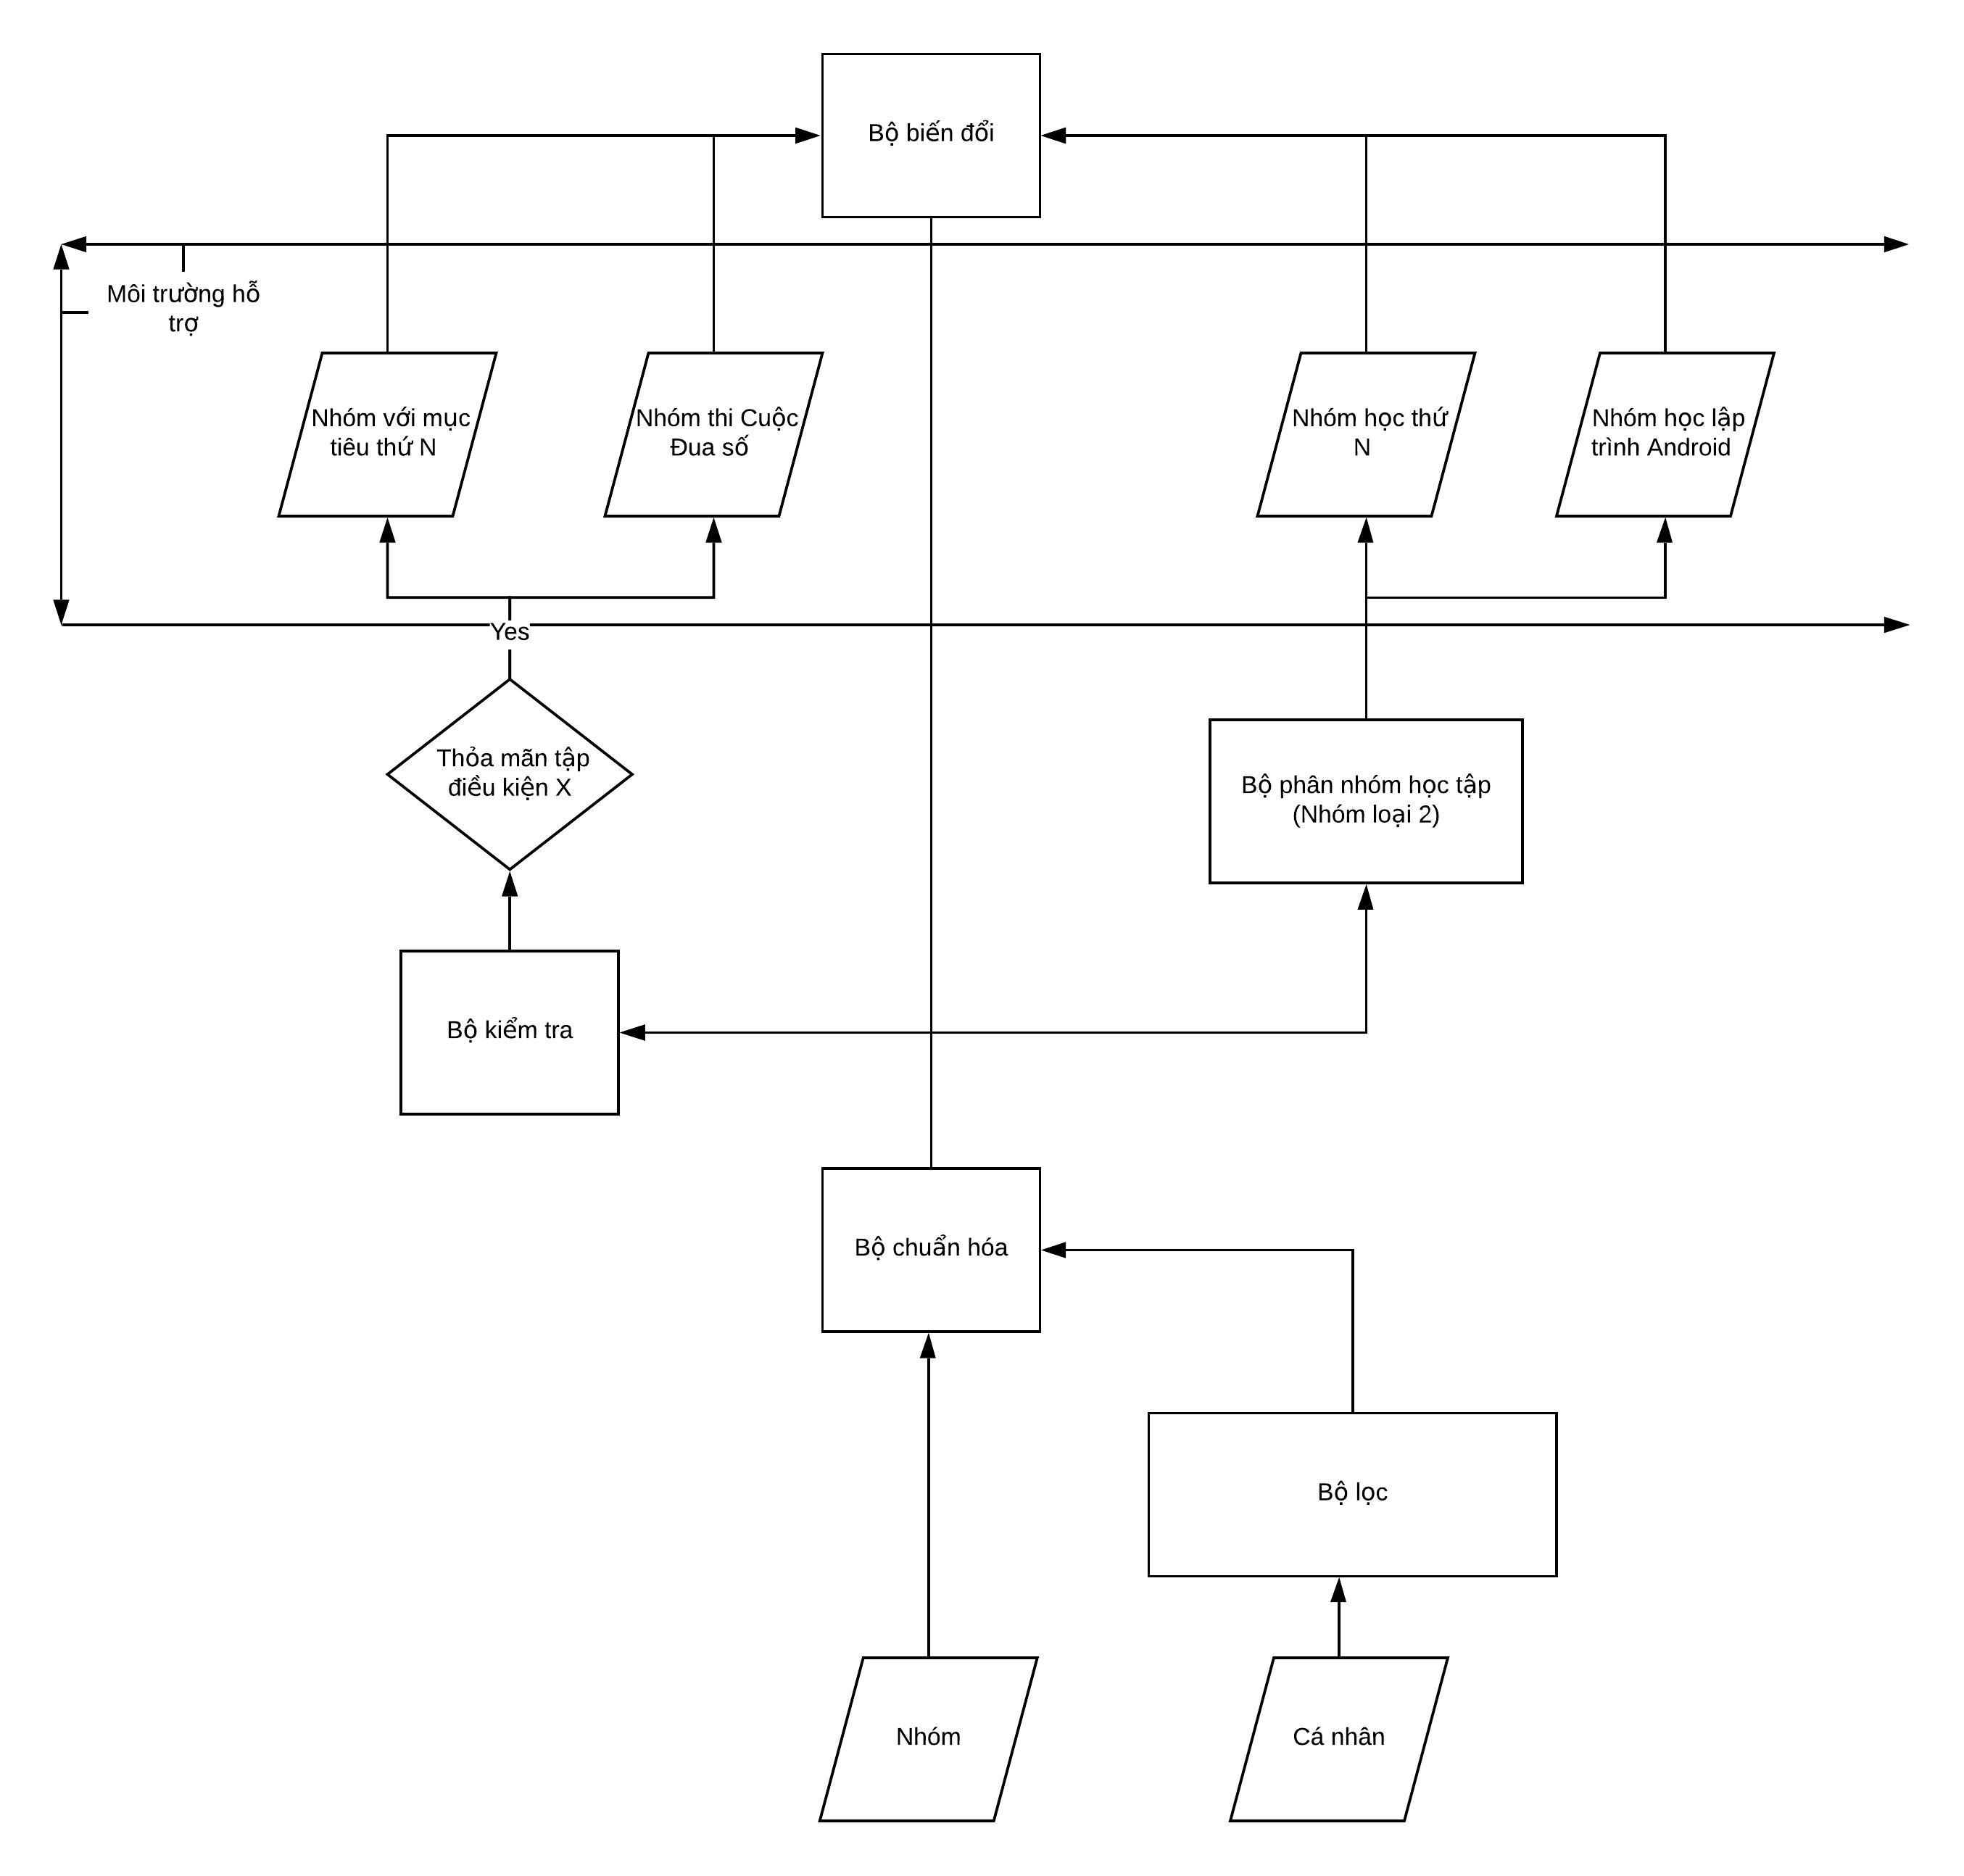 Bộ biến đổi
Môi trường hỗ
trợ
Nhóm với mục
tiêu thứ N
Nhóm thi Cuộc
Đua số
Nhóm học thứ
N
Nhóm học lập
trình Android
Yes
Thỏa mãn tập
điều kiện X
Bộ phân nhóm học tập
(Nhóm loại 2)
Bộ kiểm tra
Bộ chuẩn hóa
Bộ lọc
Nhóm
Cá nhân